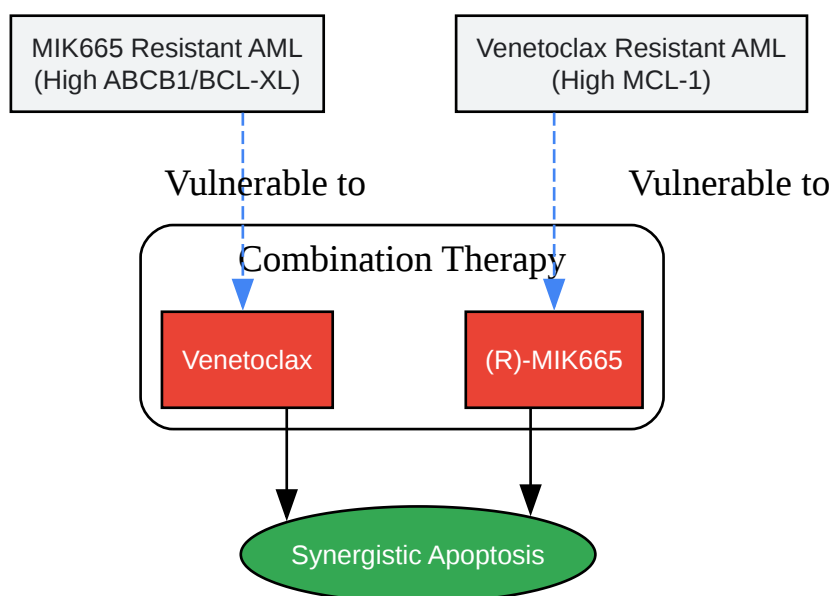 MIK665 Resistant AML
(High ABCB1/BCL-XL)
Venetoclax Resistant AML
(High MCL-1)
Vulnerable to
Vulnerable to
Combination Therapy
Venetoclax
(R)-MIK665
Synergistic Apoptosis